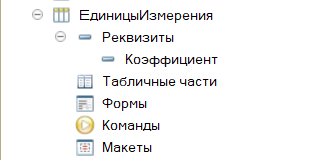 ЕдиницыИзмерения
Реквизиты
Коэффициент
Табличные части
Формы
Команды
Макеты